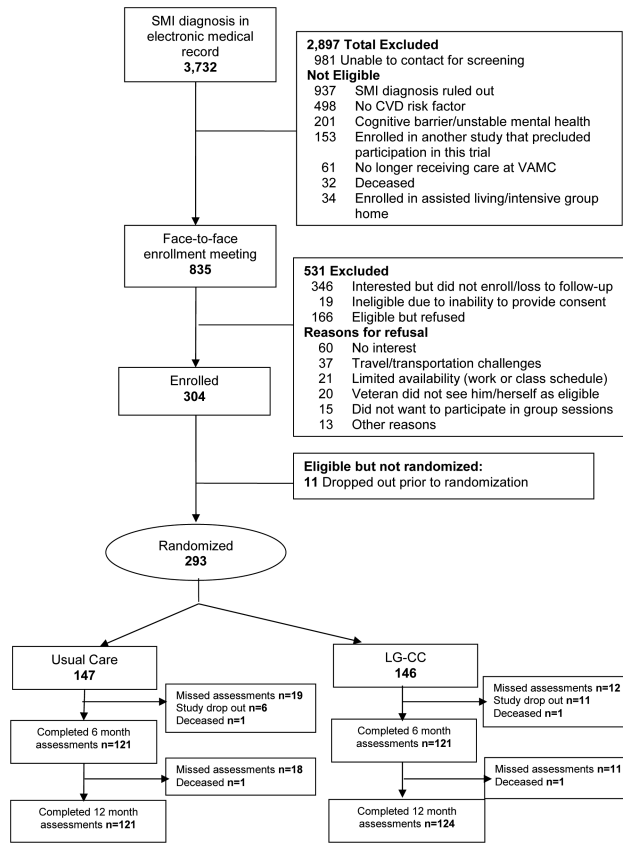 SMI diagnosis in
electronic medical
record
3,732
2,897 Total Excluded
981 Unable to contact for screening
Not Eligible
937 SMI diagnosis ruled out
498 No CVD risk factor
201 Cognitive barrier/unstable mental health
153 Enrolled in another study that precluded
participation in this trial
61 No longer receiving care at VAMC
32 Deceased
34 Enrolled in assisted living/intensive group
home
Face-to-face
enrollment meeting
835
531 Excluded
346 Interested but did not enroll/loss to follow-up
19 Ineligible due to inability to provide consent
166 Eligible but refused
Reasons for refusal
60 No interest
37 Travel/transportation challenges
21 Limited availability (work or class schedule)
20 Veteran did not see him/herself as eligible
15 Did not want to participate in group sessions
13 Other reasons
Enrolled
304
Eligible but not randomized:
11 Dropped out prior to randomization
Randomized
293
Usual Care
147
Missed assessments n=19
Study drop out n=6
Deceased n=1
Completed 6 month
assessments n=121
Missed assessments n=18
Deceased n=1
Completed 12 month
assessments n=121
LG-CC
146
Missed assessments n=12
Study drop out n=11
Deceased n=1
Completed 6 month
assessments n=121
Missed assessments n=11
Deceased n=1
Completed 12 month
assessments n=124